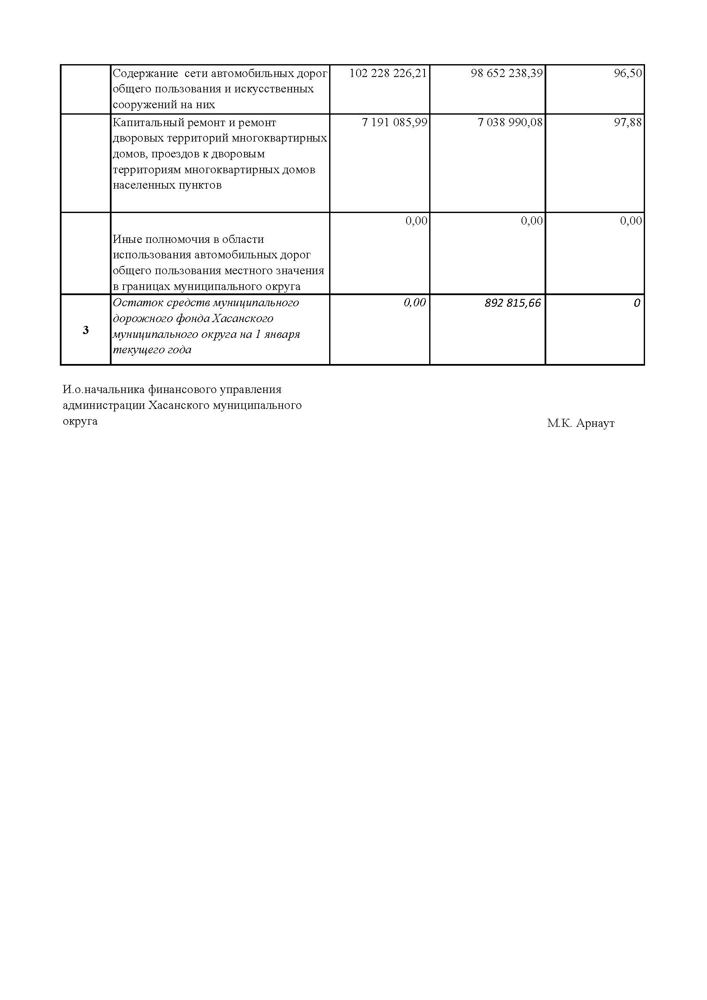 Содержание  сети автомобильных дорог 102 228 226,21 98 652 238,39 96,50
общего пользования и искусственных
сооружений на них
Капитальный ремонт и ремонт 7 191 085,99 7 038 990,08 97,88
дворовых территорий многоквартирных
домов, проездов к дворовым
территориям многоквартирных домов
населенных пунктов
0,00 0,00 0,00
Иные полномочия в области
использования автомобильных дорог
общего пользования местного значения
в границах муниципального округа
Остаток средств муниципального 0,00 892 815,66 0
дорожного фонда Хасанского
3
муниципального округа на 1 января
текущего года
И.о.начальника финансового управления
администрации Хасанского муниципального
округа
М.К. Арнаут